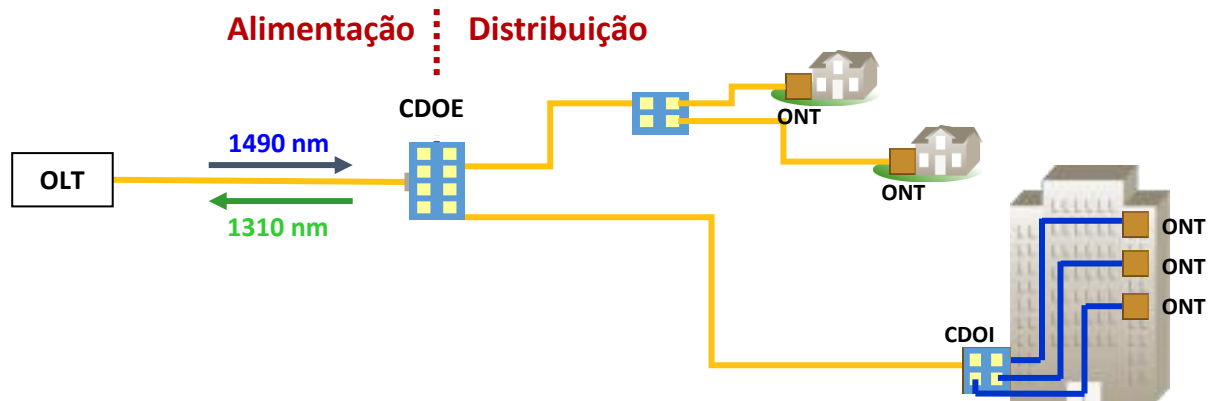 Alimentação
Distribuição
CDOE
1490 nm
OLT
1310 nm
ONT
ONT
ONT
ONT
ONT
CDOI